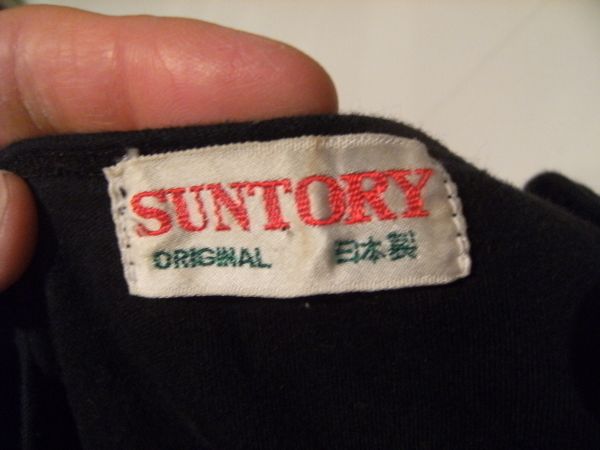 SUNTORY
ORIGINAL 日本製